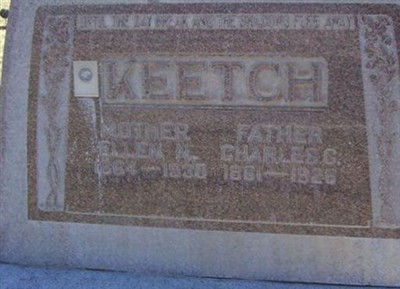 UNTIL THE DAY BREAK AND THE SHADOWS FLEE AWAY
KEETCH
MOTHER FATHER
ELLEN M. CHARLES C.
1864-1930 1861-1926